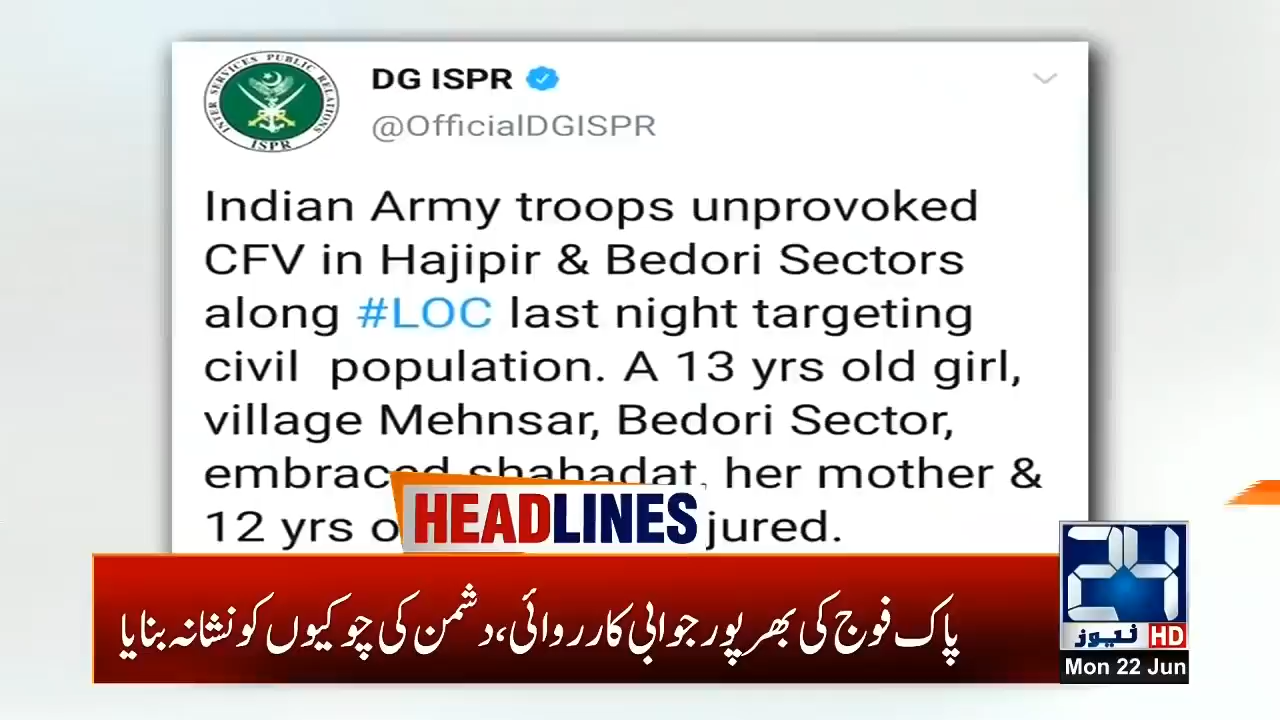 INTER SERVICES PUBLIC RELATIONS
ISPR
DG ISPR
@OfficialDGISPR
Indian Army troops unprovoked
CFV in Hajipir & Bedori Sectors
along #LOC last night targeting
civil population. A 13 yrs old girl,
village Mehnsar, Bedori Sector,
embraced shahadat, her mother &
12 yrs o jured.
HEADLINES
پاک فوج کی بھرپور جوابی کارروائی، دشمن کی چوکیوں کو نشانہ بنایا
24
نیوز HD
Mon 22 Jun